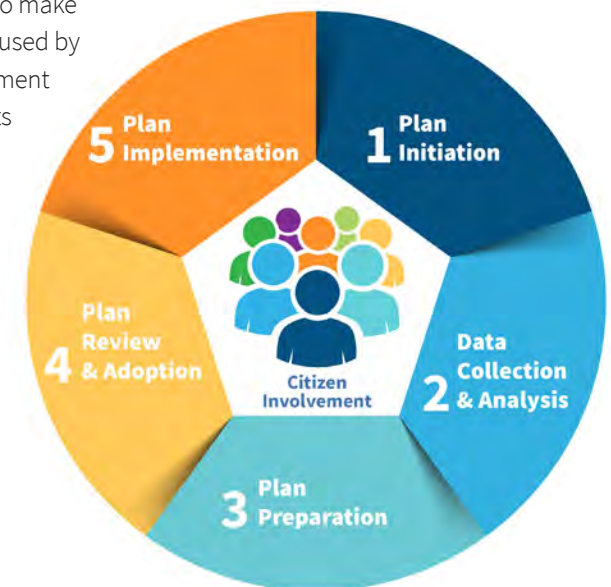 o make
used by
ment
ts
5 Plan
Implementation
1 Plan
Initiation
Data
Collection
2 & Analysis
3 Plan
Preparation
Plan
Review
4 & Adoption
Citizen
Involvement